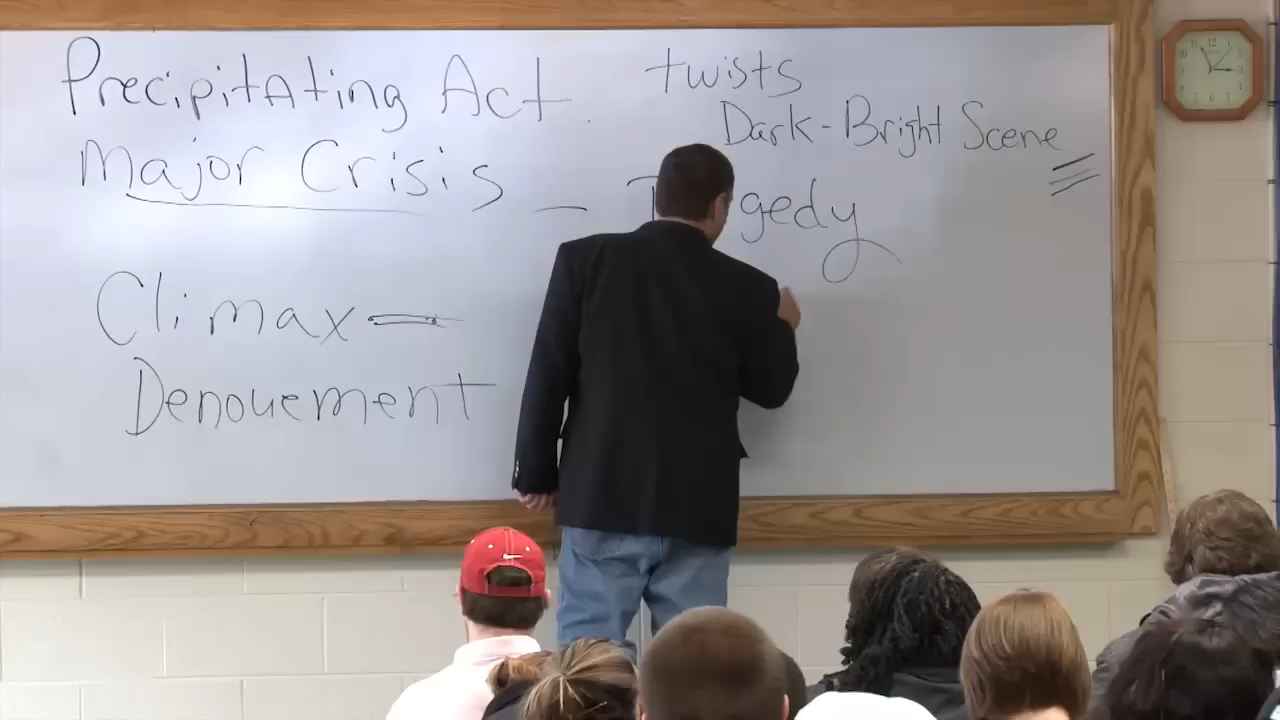 Precipitating Act
twists
Dark-Bright Scene
Major Crisis - T gedy
Climax =
Denouement